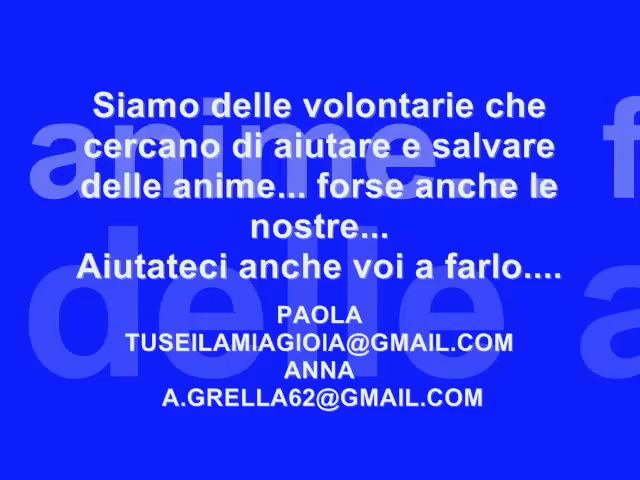 Siamo delle volontarie che
cercano di aiutare e salvare
delle anime... forse anche le
nostre...
Aiutateci anche voi a farlo....
PAOLA
TUSEILAMIAGIOIA@GMAIL.COM
ANNA
A.GRELLA62@GMAIL.COM